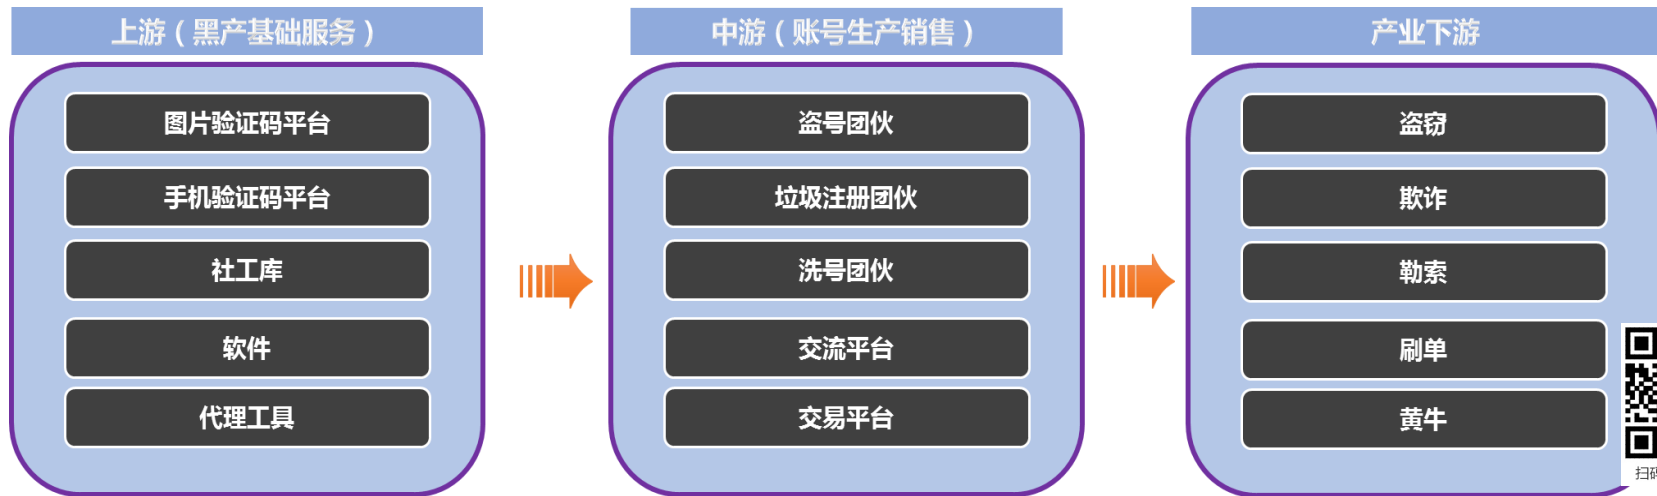 上游（黑产基础服务）
图片验证码平台
手机验证码平台
社工库
软件
代理工具
中游（账号生产销售）
盗号团伙
垃圾注册团伙
洗号团伙
交流平台
交易平台
产业下游
盗窃
欺诈
勒索
刷单
黄牛
扫码